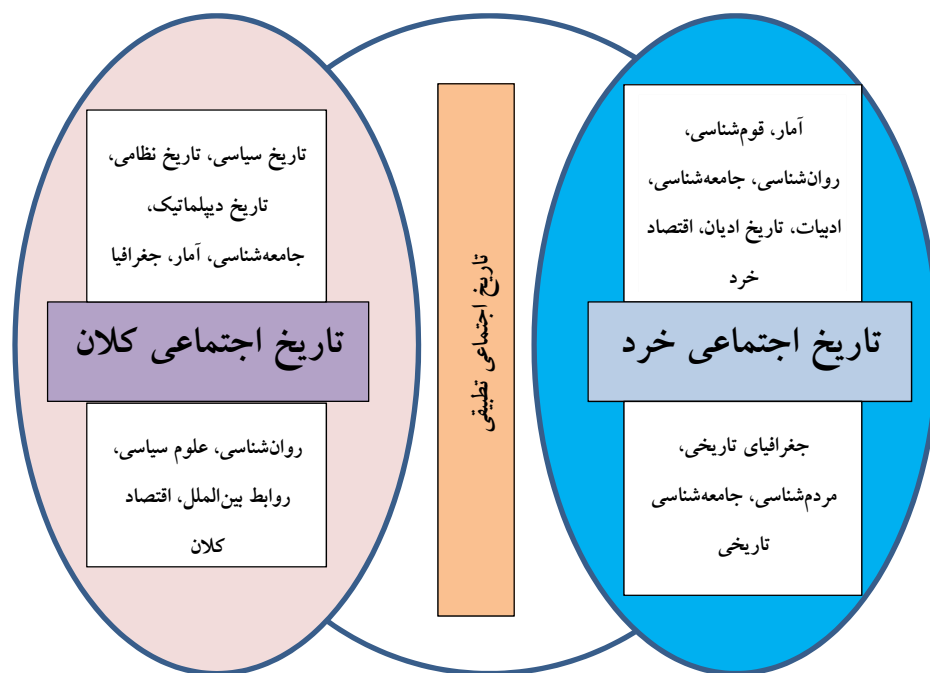 آمار، قوم‌شناسی،
روان‌شناسی، جامعه‌شناسی،
ادبیات، تاریخ ادیان، اقتصاد
خرد
تاریخ اجتماعی خرد
جغرافیای تاریخی،
مردم‌شناسی، جامعه‌شناسی
تاریخی
تاریخ اجتماعی تطبیقی
تاریخ سیاسی، تاریخ نظامی،
تاریخ دیپلماتیک،
جامعه‌شناسی، آمار، جغرافیا
تاریخ اجتماعی کلان
روان‌شناسی، علوم سیاسی،
روابط بین‌الملل، اقتصاد
کلان